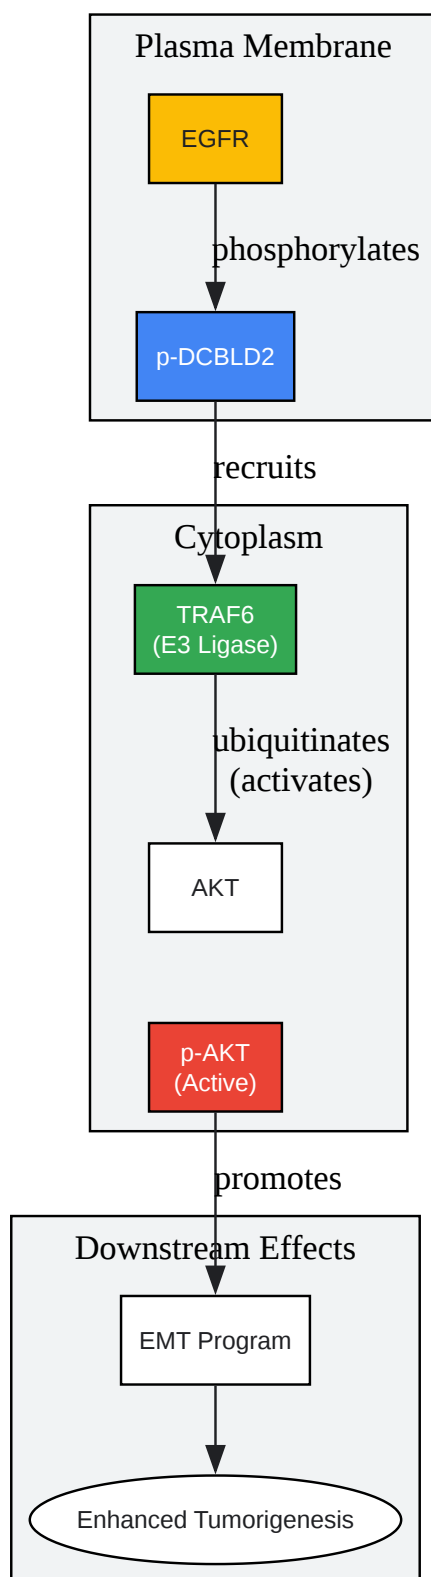 Plasma Membrane
EGFR
phosphorylates
p-DCBLD2
recruits
Cytoplasm
TRAF6
(E3 Ligase)
ubiquitinates
(activates)
AKT
p-AKT
(Active)
promotes
Downstream Effects
EMT Program
Enhanced Tumorigenesis